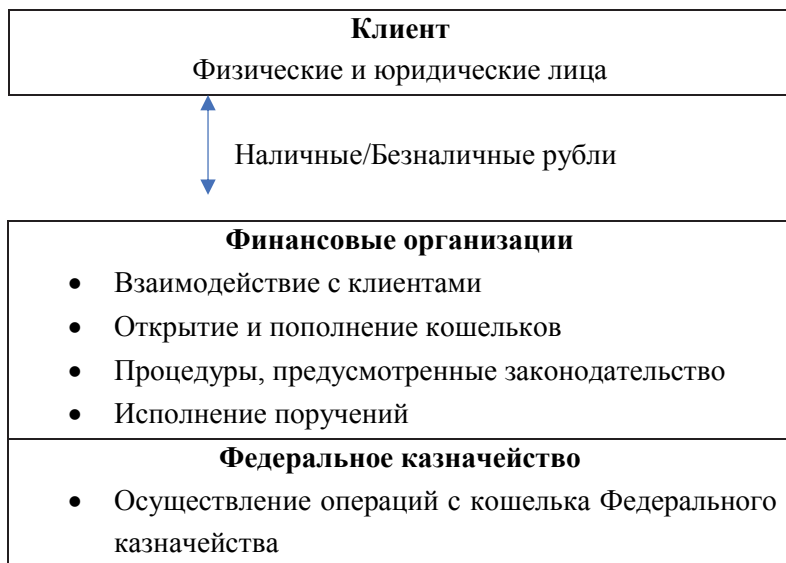 Клиент
Физические и юридические лица
Наличные/Безналичные рубли
Финансовые организации
• Взаимодействие с клиентами
• Открытие и пополнение кошельков
• Процедуры, предусмотренные законодательство
• Исполнение поручений
Федеральное казначейство
• Осуществление операций с кошелька Федерального
казначейства